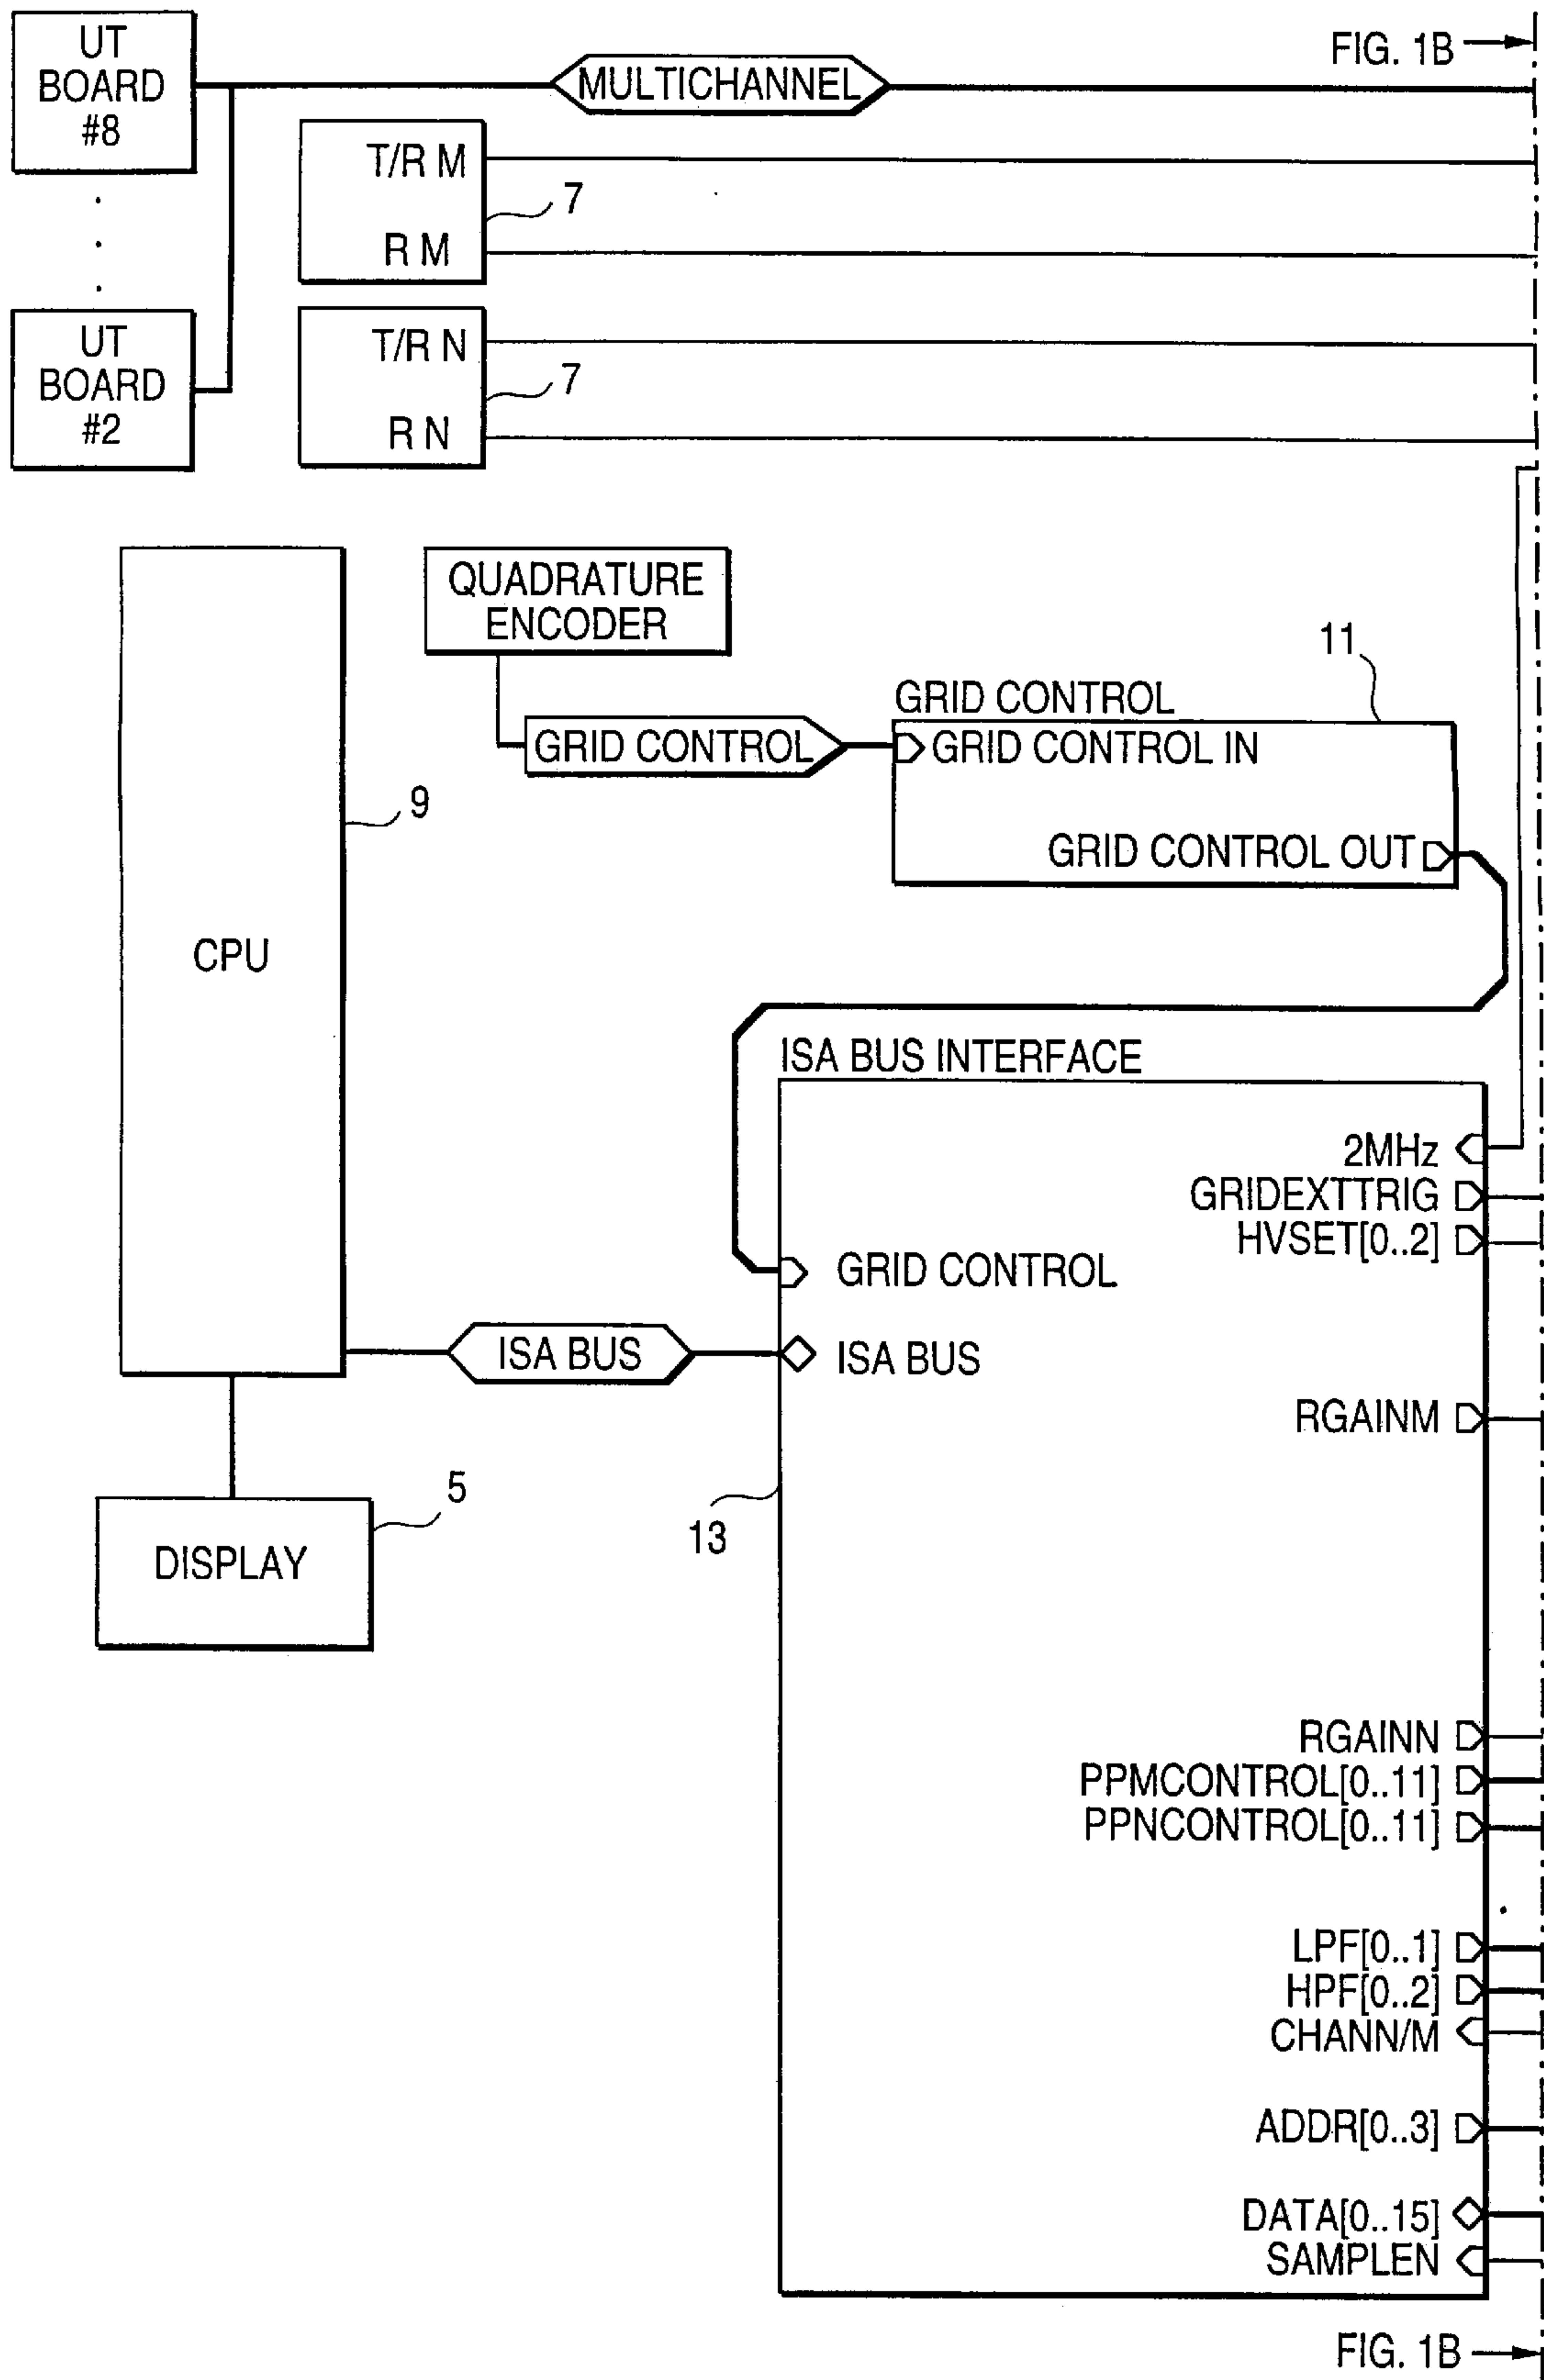 FIG. 1B
UT
BOARD
#8
MULTICHANNEL
T/R M
7
R M
UT
BOARD
#2
T/R N
7
R N
QUADRATURE
ENCODER
11
GRID CONTROL
GRID CONTROL
GRID CONTROL IN
9
GRID CONTROL OUT
CPU
ISA BUS INTERFACE
2MHz
GRIDEXTTRIG
HVSET[0..2]
GRID CONTROL
ISA BUS
ISA BUS
RGAINM
5
13
DISPLAY
RGAINN
PPMCONTROL[0..11]
PPNCONTROL[0..11]
LPF[0..1]
HPF[0..2]
CHANN/M
ADDR[0..3]
DATA[0..15]
SAMPLEN
FIG. 1B